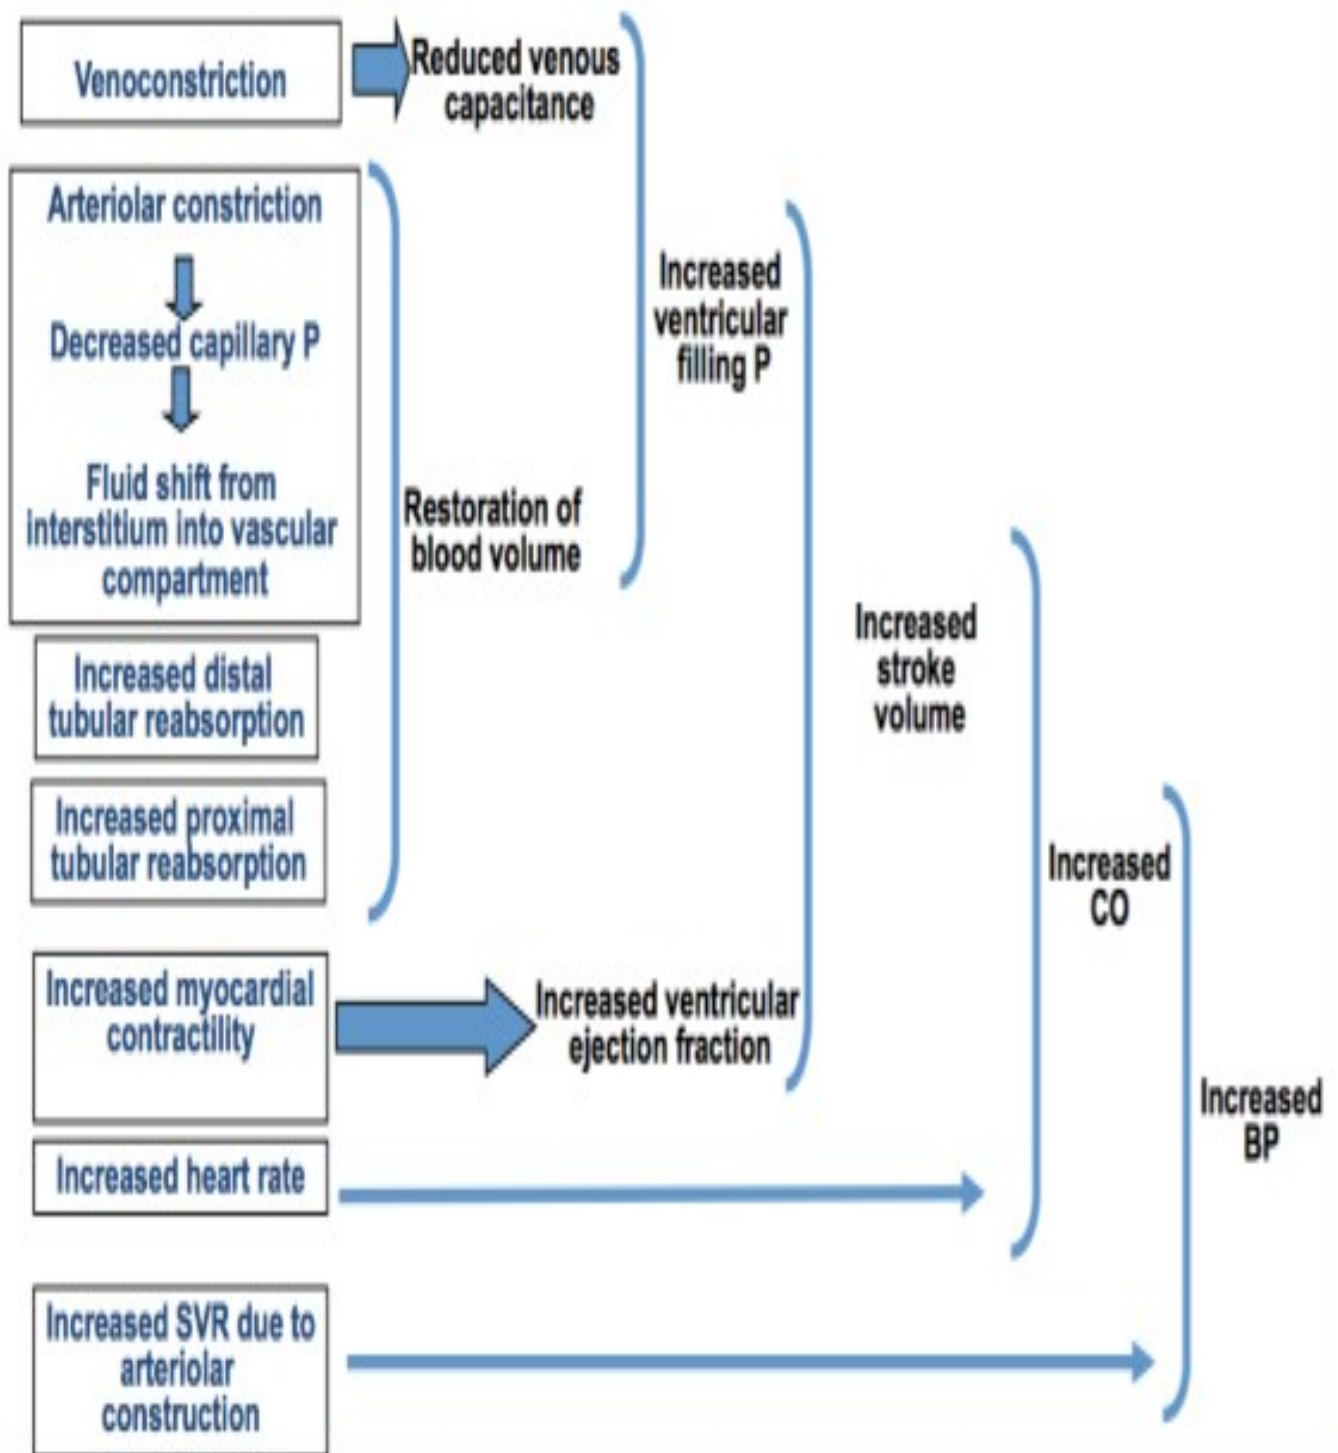 Venoconstriction
Reduced venous
capacitance
Arteriolar constriction
Decreased capillary P
Fluid shift from
interstitium into vascular
compartment
Increased distal
tubular reabsorption
Increased proximal
tubular reabsorption
Restoration of
blood volume
Increased
ventricular
filling P
Increased myocardial
contractility
Increased ventricular
ejection fraction
Increased
stroke
volume
Increased heart rate
Increased
CO
Increased SVR due to
arteriolar
construction
Increased
BP